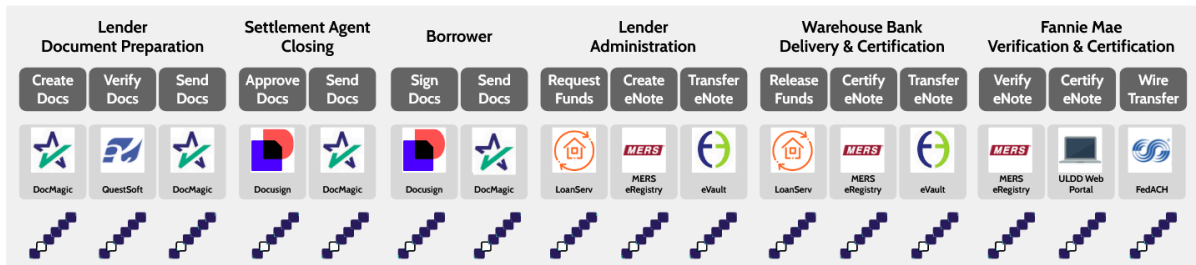 Lender
Document Preparation
Settlement Agent
Closing
Borrower
Lender
Administration
Warehouse Bank
Delivery & Certification
Fannie Mae
Verification & Certification
Create
Docs
Verify
Docs
Send
Docs
Approve
Docs
Send
Docs
Sign
Docs
Send
Docs
Request
Funds
Create
eNote
Transfer
eNote
Release
Funds
Certify
eNote
Transfer
eNote
Verify
eNote
Certify
eNote
Wire
Transfer
DocMagic
QuestSoft
DocMagic
Docusign
DocMagic
Docusign
DocMagic
LoanServ
MERS
MERS
eRegistry
eVault
LoanServ
MERS
MERS
eRegistry
eVault
MERS
MERS
eRegistry
ULDD Web
Portal
FedACH